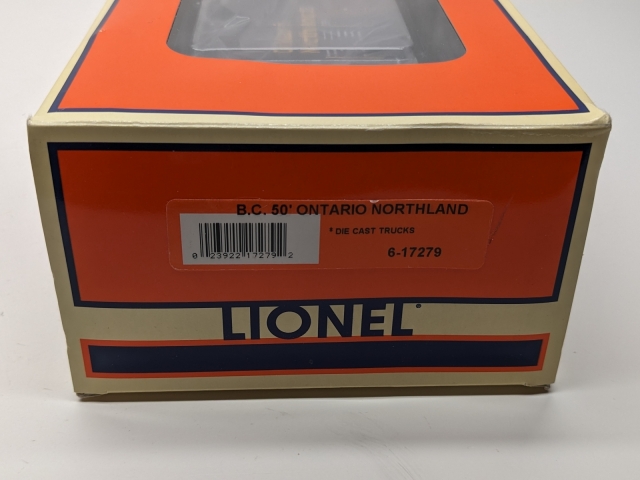 B.C. 50' ONTARIO NORTHLAND
* DIE CAST TRUCKS
0 23922 17279 2
6-17279
LIONEL